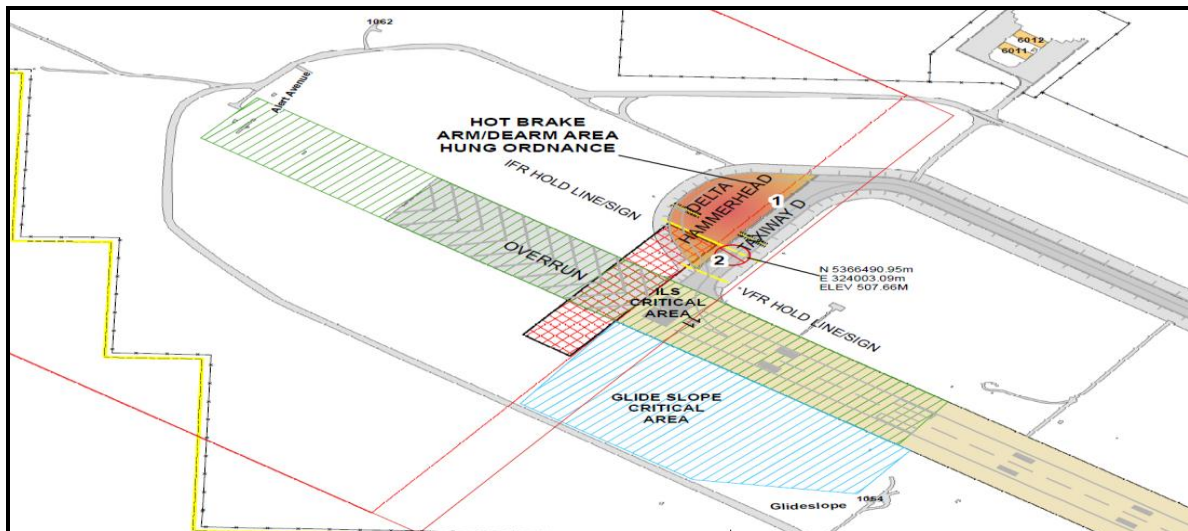 1062
6012
6011
Alert Avenue
HOT BRAKE
ARM/DEARM AREA
HUNG ORDNANCE
IFR HOLD LINE/SIGN
DELTA
HAMMERHEAD
1
TAXIWAY D
2
OVERRUN
N 5366490.95m
E 324003.09m
ELEV 507.66M
ILS
CRITICAL
AREA
11
VFR HOLD LINE/SIGN
GLIDE SLOPE
CRITICAL
AREA
1064
Glideslope